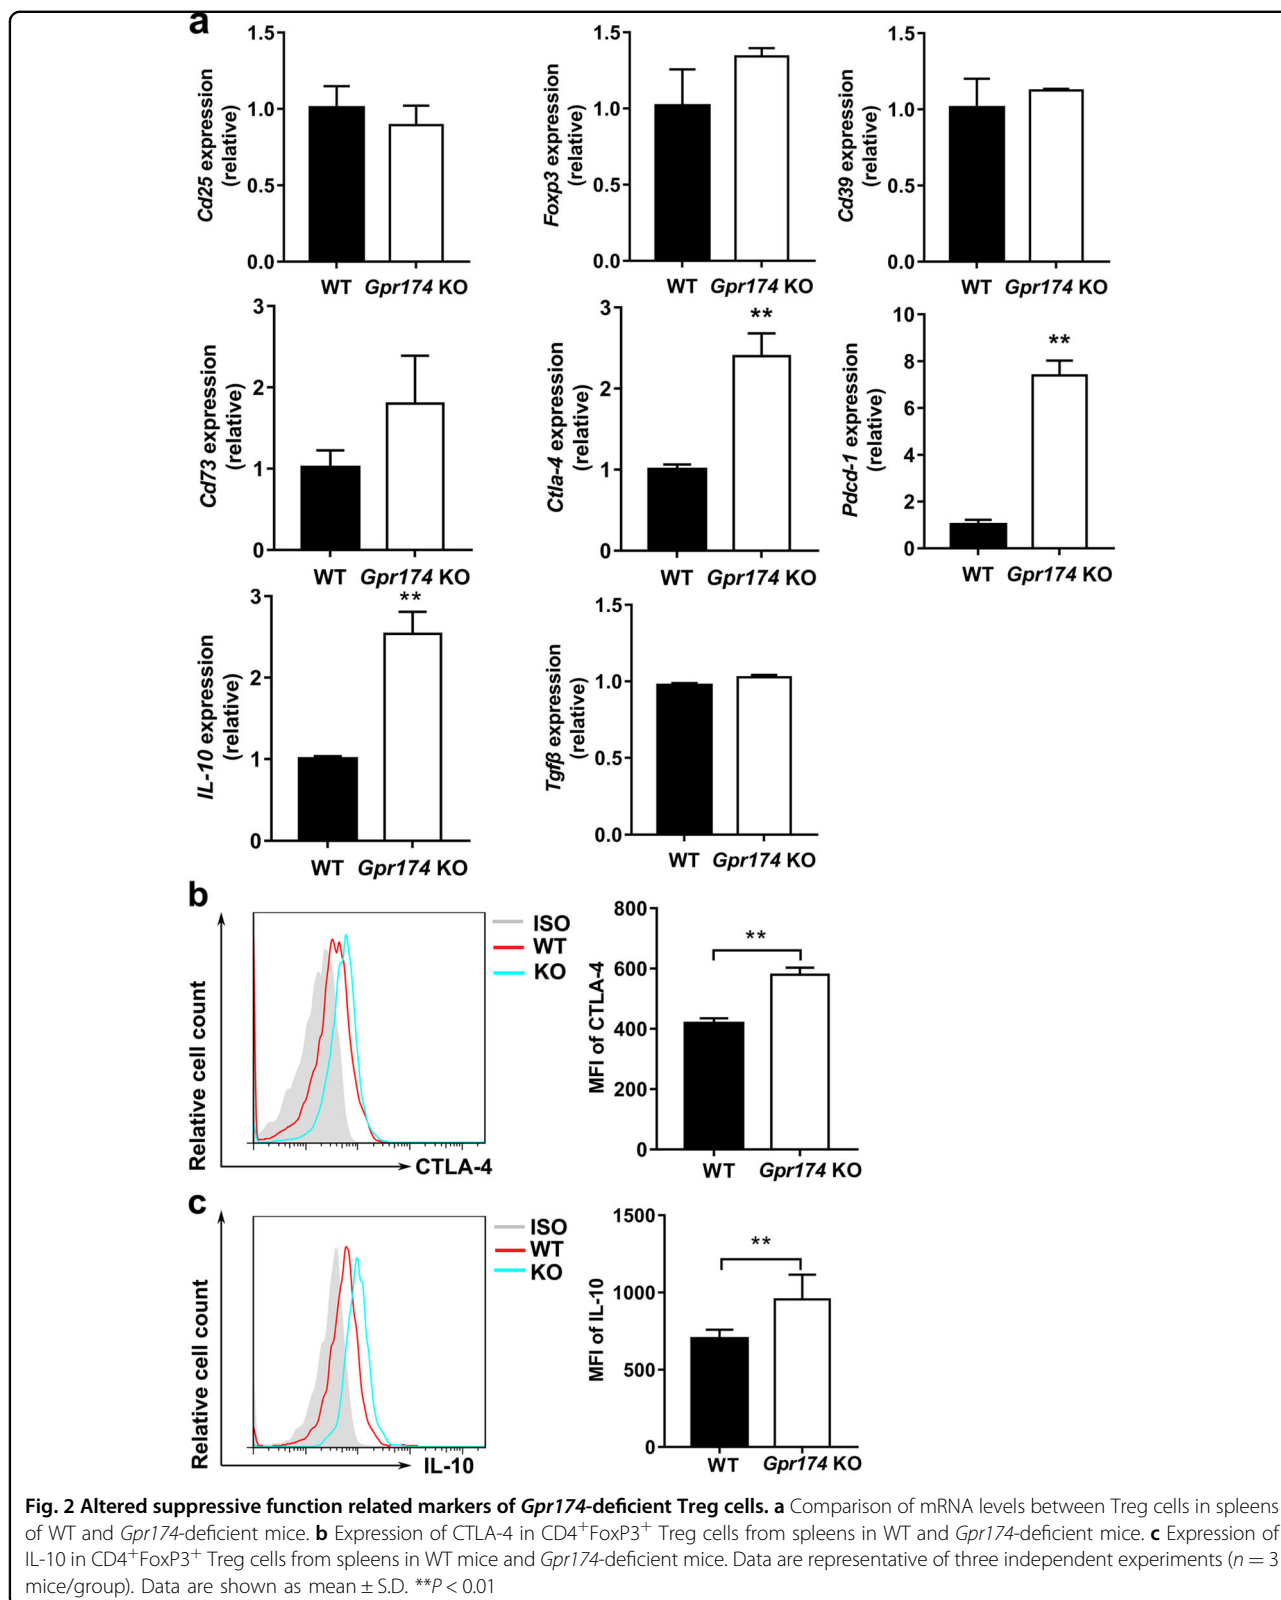 a
Cd25 expression
(relative)
1.5
1.0
0.5
0.0
WT Gpr174 KO
Foxp3 expression
(relative)
1.5
1.0
0.5
0.0
WT Gpr174 KO
Cd39 expression
(relative)
1.5
1.0
0.5
0.0
WT Gpr174 KO
Cd73 expression
(relative)
3
2
1
0
WT Gpr174 KO
Ctla-4 expression
(relative)
3
2
1
0
**
WT Gpr174 KO
Pdcd-1 expression
(relative)
10
8
6
4
2
0
**
WT Gpr174 KO
IL-10 expression
(relative)
3
2
1
0
**
WT Gpr174 KO
Tgfβ expression
(relative)
1.5
1.0
0.5
0.0
WT Gpr174 KO
b
Relative cell count
CTLA-4
ISO
WT
KO
MFI of CTLA-4
800
600
400
200
0
**
WT Gpr174 KO
c
Relative cell count
IL-10
ISO
WT
KO
MFI of IL-10
1500
1000
500
0
**
WT Gpr174 KO
Fig. 2 Altered suppressive function related markers of Gpr174-deficient Treg cells. a Comparison of mRNA levels between Treg cells in spleens
of WT and Gpr174-deficient mice. b Expression of CTLA-4 in CD4⁺FoxP3⁺ Treg cells from spleens in WT and Gpr174-deficient mice. c Expression of
IL-10 in CD4⁺FoxP3⁺ Treg cells from spleens in WT mice and Gpr174-deficient mice. Data are representative of three independent experiments (n = 3
mice/group). Data are shown as mean ± S.D. **P < 0.01